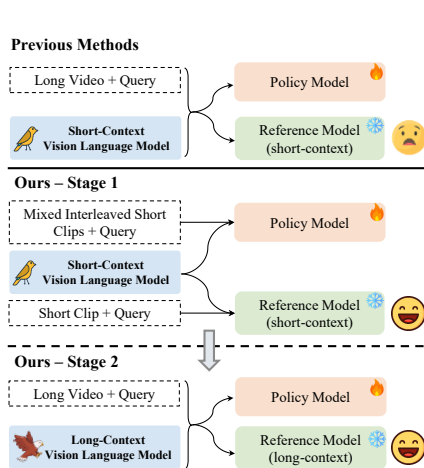 Previous Methods
Long Video + Query
Policy Model
Short-Context
Vision Language Model
Reference Model
(short-context)
Ours – Stage 1
Mixed Interleaved Short
Clips + Query
Policy Model
Short-Context
Vision Language Model
Short Clip + Query
Reference Model
(short-context)
Ours – Stage 2
Long Video + Query
Policy Model
Long-Context
Vision Language Model
Reference Model
(long-context)